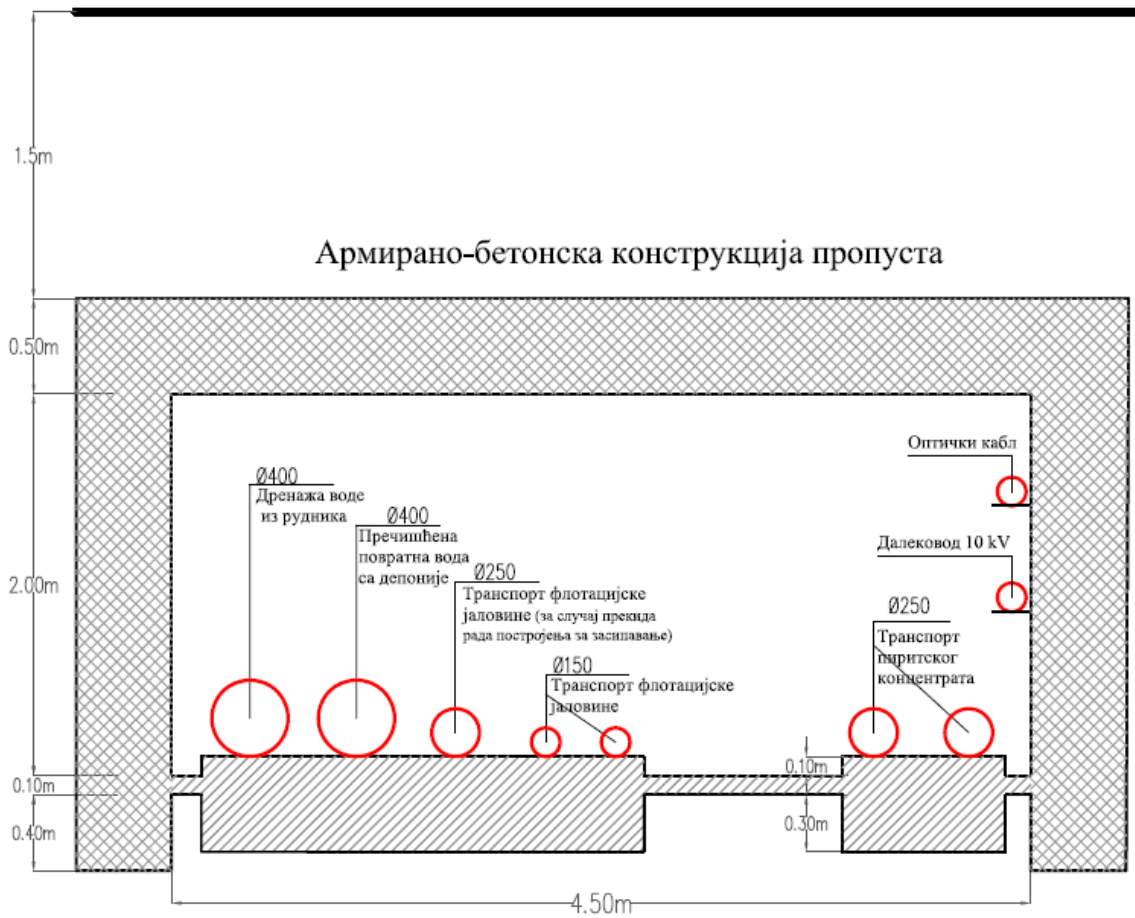 1.5m
Армирано-бетонска конструкција пропуста
0.50m
Оптички кабл
Ø400
Дренажа воде
из рудника
Ø400
Пречишћена
повратна вода
са депоније
Далековод 10 kV
2.00m
Ø250
Транспорт флотацијске
јаловине (за случај прекида
рада постројења за засипавање)
Ø250
Транспорт
пиритског
концентрата
Ø150
Транспорт флотацијске
јаловине
0.10m
0.10m
0.40m
0.30m
4.50m